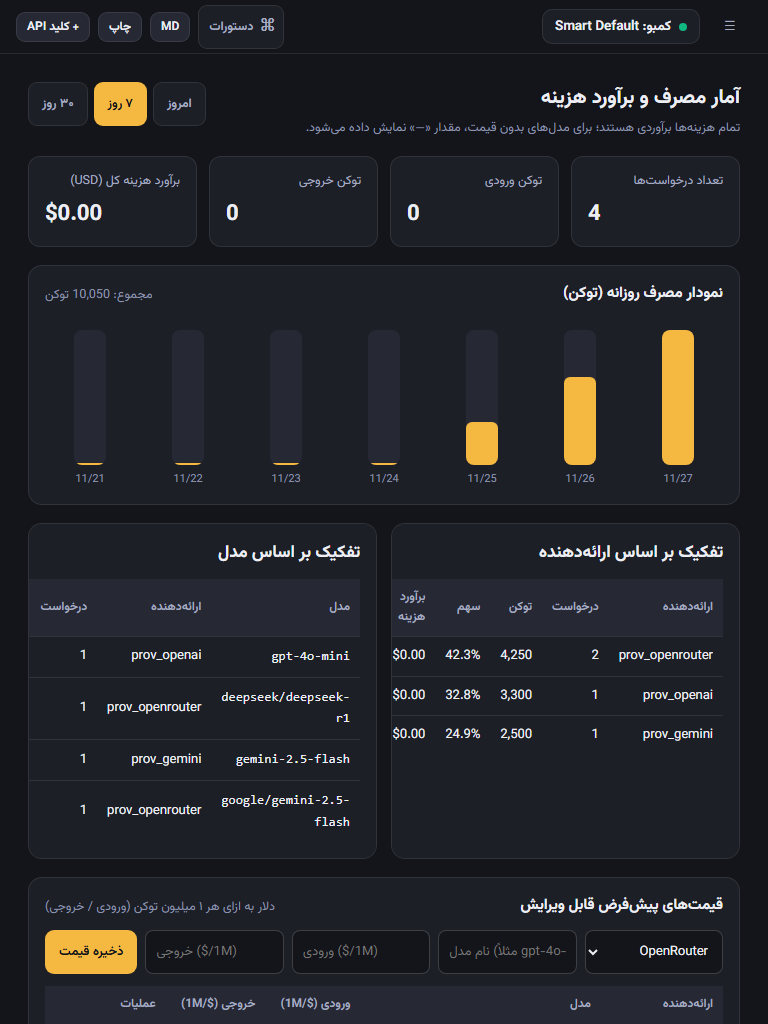 ☰
کمبو: Smart Default
⌘ دستورات
MD
چاپ
+ کلید API
آمار مصرف و برآورد هزینه
تمام هزینه‌ها برآوردی هستند؛ برای مدل‌های بدون قیمت، مقدار «—» نمایش داده می‌شود.
امروز
۷ روز
۳۰ روز
تعداد درخواست‌ها
4
توکن ورودی
0
توکن خروجی
0
برآورد هزینه کل (USD)
$0.00
نمودار مصرف روزانه (توکن)
مجموع: 10,050 توکن
11/27
11/26
11/25
11/24
11/23
11/22
11/21
تفکیک بر اساس ارائه‌دهنده
ارائه‌دهنده درخواست توکن سهم برآورد هزینه
prov_openrouter 2 4,250 42.3% $0.00
prov_openai 1 3,300 32.8% $0.00
prov_gemini 1 2,500 24.9% $0.00
تفکیک بر اساس مدل
مدل ارائه‌دهنده درخواست
gpt-4o-mini prov_openai 1
deepseek/deepseek-r1 prov_openrouter 1
gemini-2.5-flash prov_gemini 1
google/gemini-2.5-flash prov_openrouter 1
قیمت‌های پیش‌فرض قابل ویرایش
دلار به ازای هر ۱ میلیون توکن (ورودی / خروجی)
OpenRouter
نام مدل (مثلاً gpt-4o-
ورودی ($/1M)
خروجی ($/1M)
ذخیره قیمت
ارائه‌دهنده مدل ورودی ($/1M) خروجی ($/1M) عملیات